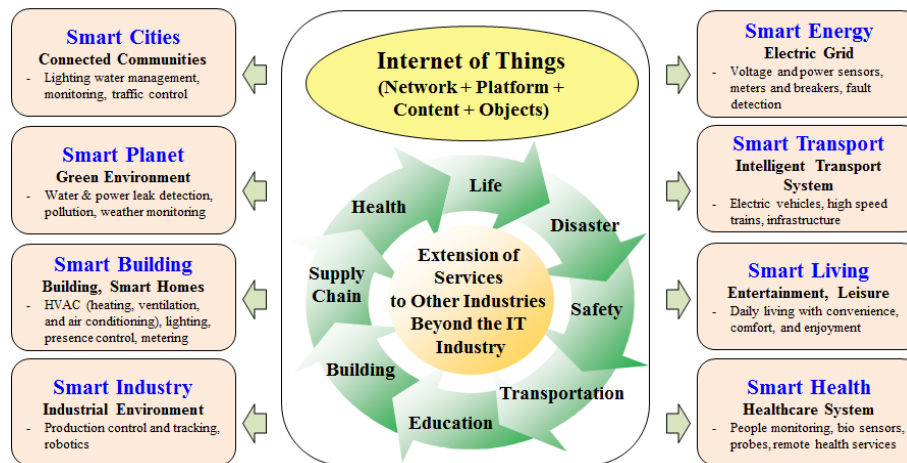 Smart Cities
Connected Communities
- Lighting water management,
monitoring, traffic control
Smart Planet
Green Environment
- Water & power leak detection,
pollution, weather monitoring
Smart Building
Building, Smart Homes
- HVAC (heating, ventilation,
and air conditioning), lighting,
presence control, metering
Smart Industry
Industrial Environment
- Production control and tracking,
robotics
Internet of Things
(Network + Platform +
Content + Objects)
Life
Disaster
Safety
Transportation
Education
Building
Supply
Chain
Health
Extension of
Services
to Other Industries
Beyond the IT
Industry
Smart Energy
Electric Grid
- Voltage and power sensors,
meters and breakers, fault
detection
Smart Transport
Intelligent Transport
System
- Electric vehicles, high speed
trains, infrastructure
Smart Living
Entertainment, Leisure
- Daily living with convenience,
comfort, and enjoyment
Smart Health
Healthcare System
- People monitoring, bio sensors,
probes, remote health services